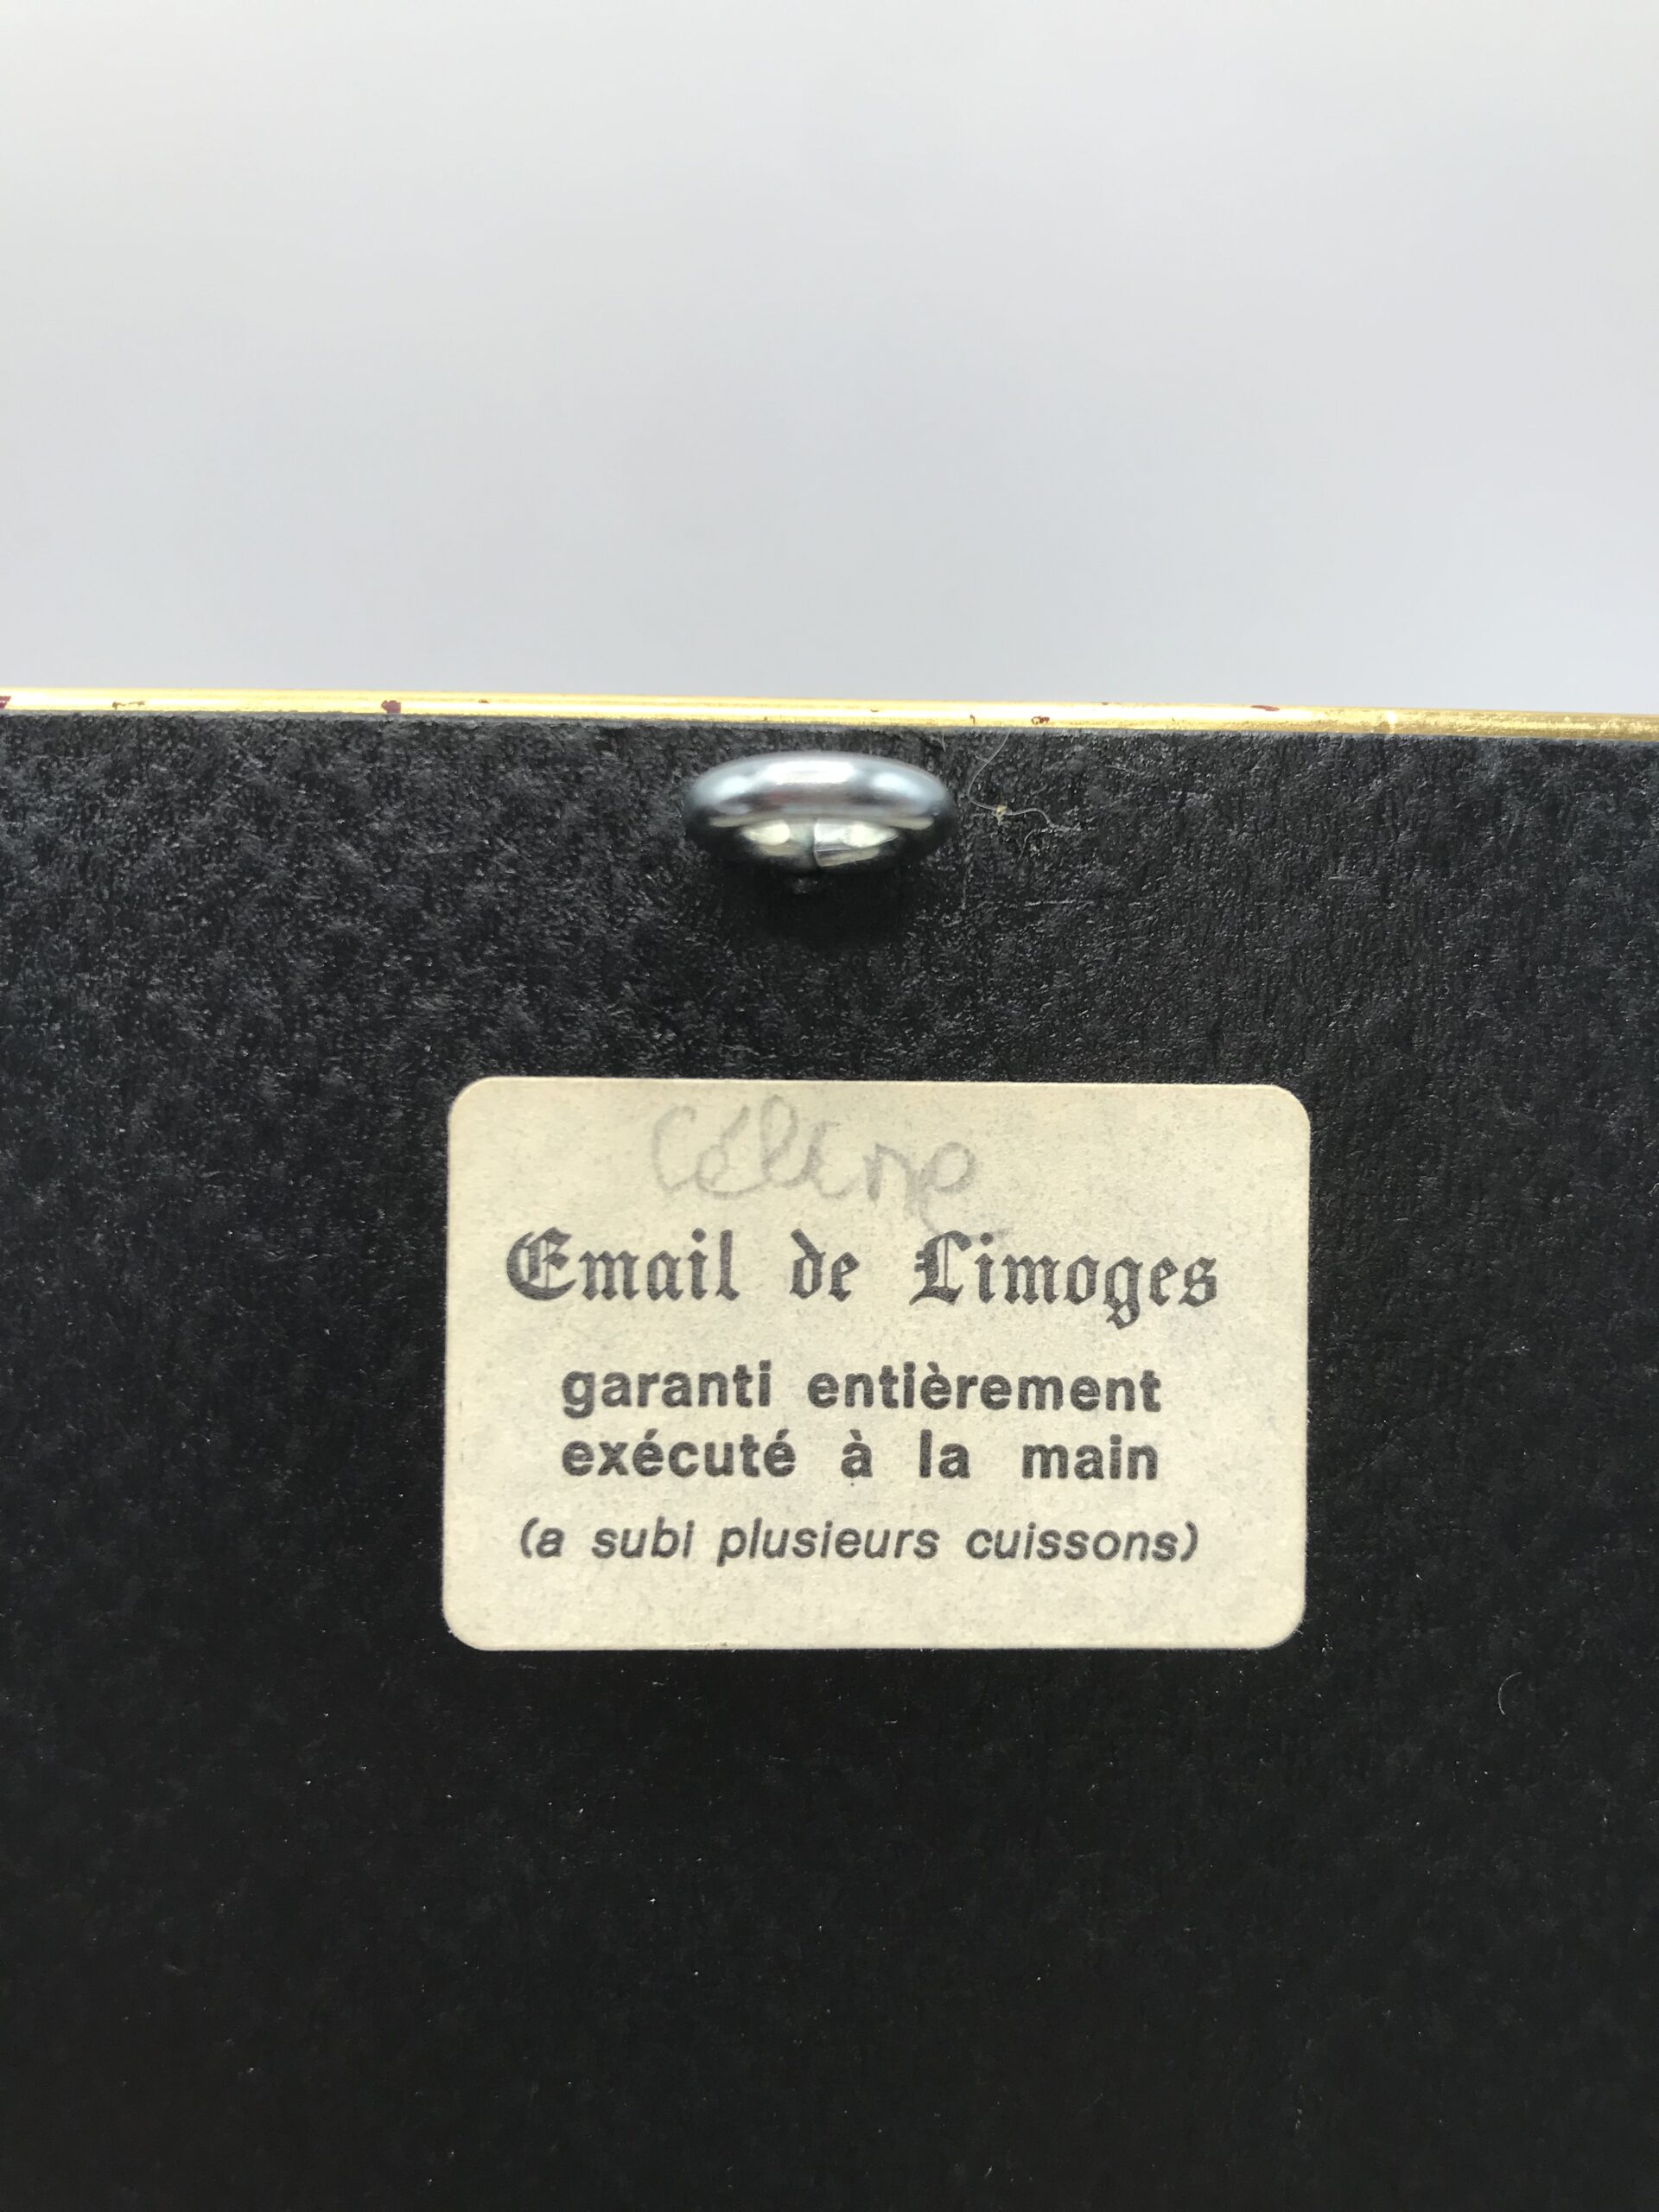 Céline
Email de Limoges
garanti entièrement
exécuté à la main
(a subi plusieurs cuissons)